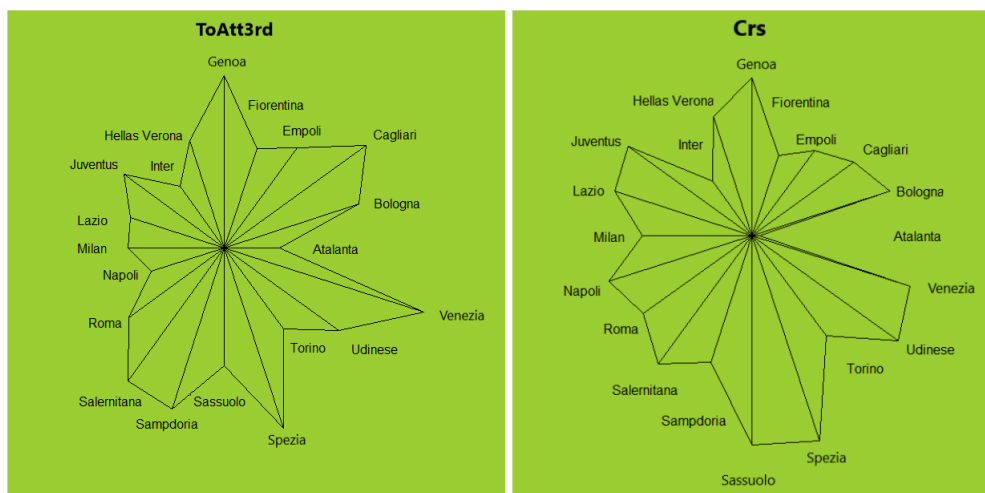 ToAtt3rd
Genoa
Fiorentina
Hellas Verona
Empoli
Cagliari
Juventus
Inter
Bologna
Lazio
Milan
Atalanta
Napoli
Venezia
Roma
Torino
Udinese
Salernitana
Sassuolo
Sampdoria
Spezia
Crs
Genoa
Hellas Verona
Fiorentina
Juventus
Inter
Empoli
Cagliari
Lazio
Bologna
Milan
Atalanta
Napoli
Venezia
Roma
Udinese
Torino
Salernitana
Sampdoria
Spezia
Sassuolo